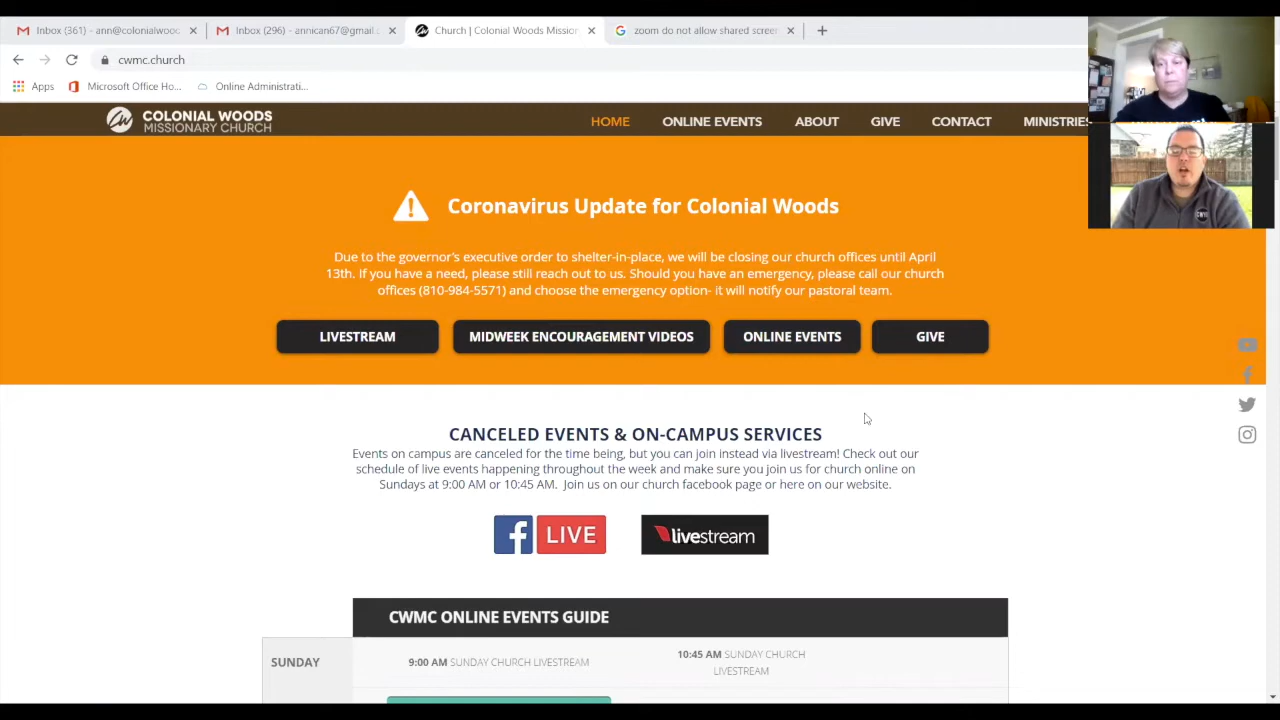 Inbox (361) - ann@colonialwood
Inbox (296) - annican67@gmail.c
Church | Colonial Woods Mission
zoom do not allow shared screen
cwmc.church
Apps
Microsoft Office Ho...
Online Administrati...
COLONIAL WOODS
MISSIONARY CHURCH
HOME
ONLINE EVENTS
ABOUT
GIVE
CONTACT
MINISTRIES
Coronavirus Update for Colonial Woods
Due to the governor's executive order to shelter-in-place, we will be closing our church offices until April
13th. If you have a need, please still reach out to us. Should you have an emergency, please call our church
offices (810-984-5571) and choose the emergency option- it will notify our pastoral team.
LIVESTREAM
MIDWEEK ENCOURAGEMENT VIDEOS
ONLINE EVENTS
GIVE
CANCELED EVENTS & ON-CAMPUS SERVICES
Events on campus are canceled for the time being, but you can join instead via livestream! Check out our
schedule of live events happening throughout the week and make sure you join us for church online on
Sundays at 9:00 AM or 10:45 AM. Join us on our church facebook page or here on our website.
f LIVE
livestream
CWMC ONLINE EVENTS GUIDE
SUNDAY
9:00 AM SUNDAY CHURCH LIVESTREAM
10:45 AM SUNDAY CHURCH
LIVESTREAM